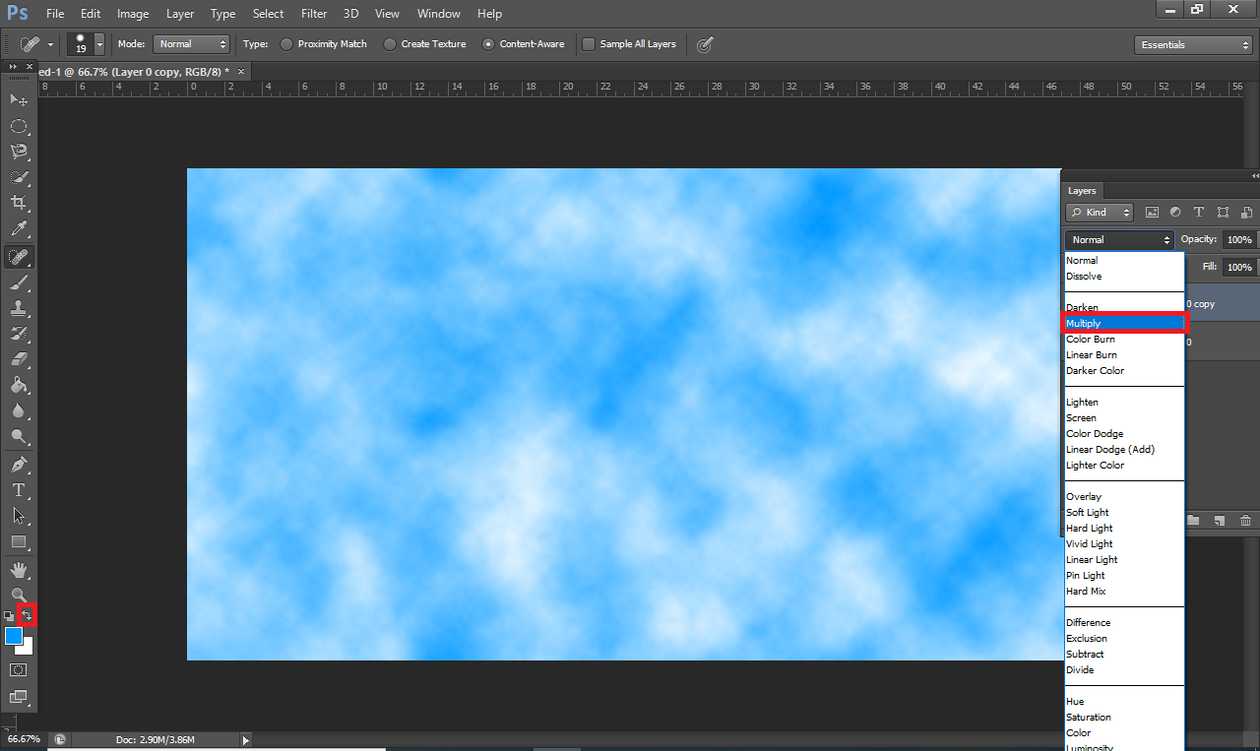 Ps File Edit Image Layer Type Select Filter 3D View Window Help
19 Mode: Normal Type: Proximity Match Create Texture Content-Aware Sample All Layers Essentials
ed-1 @ 66.7% (Layer 0 copy, RGB/8) * ×
8 6 4 2 0 2 4 6 8 10 12 14 16 18 20 22 24 26 28 30 32 34 36 38 40 42 44 46 48 50 52 54 56
Layers
Kind
Normal Opacity: 100%
Fill: 100%
Normal
Dissolve
Darken
0 copy
Multiply
Color Burn
0
Linear Burn
Darker Color
Lighten
Screen
Color Dodge
Linear Dodge (Add)
Lighter Color
Overlay
Soft Light
Hard Light
Vivid Light
Linear Light
Pin Light
Hard Mix
Difference
Exclusion
Subtract
Divide
Hue
Saturation
Color
Luminosity
66.67% Doc: 2.90M/3.86M